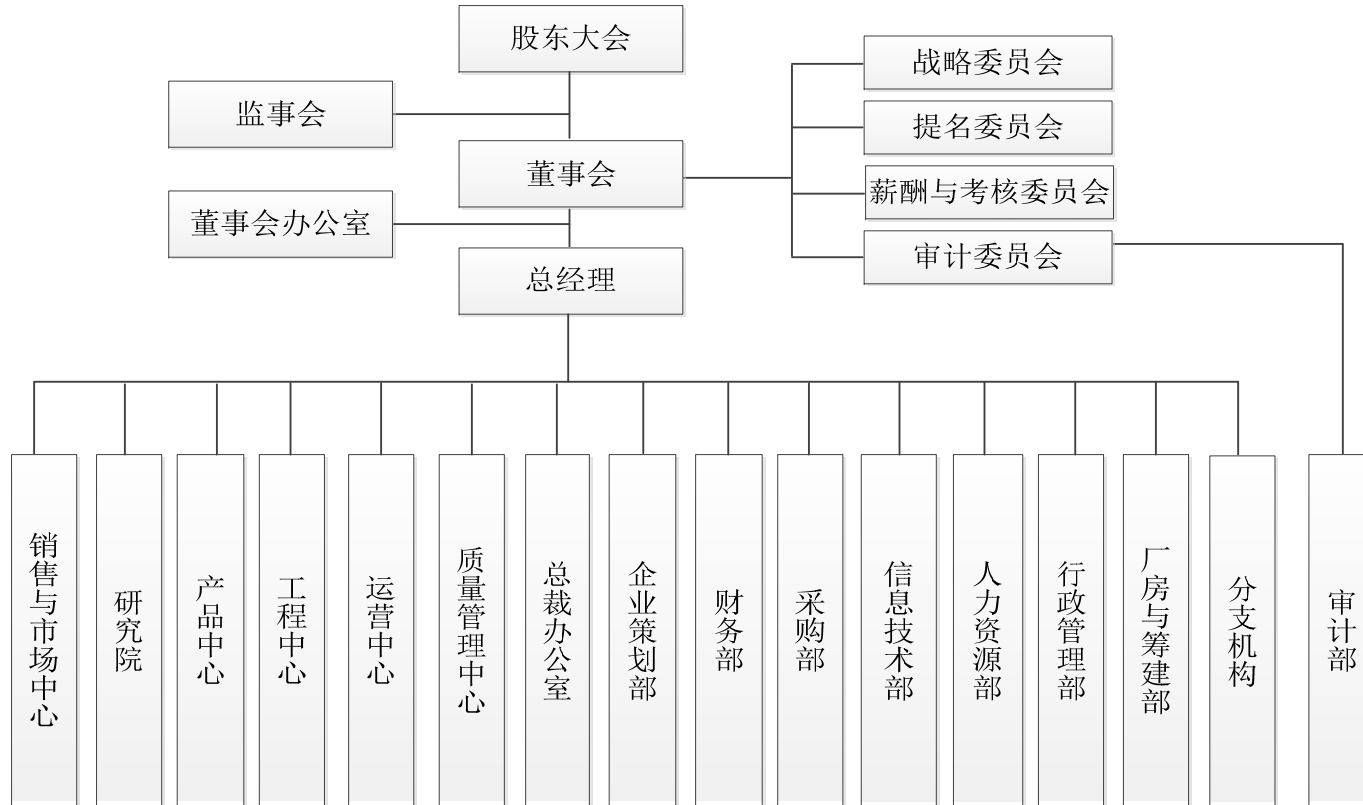 股东大会
战略委员会
监事会
提名委员会
董事会
薪酬与考核委员会
董事会办公室
审计委员会
总经理
销售与市场中心
研究院
产品中心
工程中心
运营中心
质量管理中心
总裁办公室
企业策划部
财务部
采购部
信息技术部
人力资源部
行政管理部
厂房与筹建部
分支机构
审计部